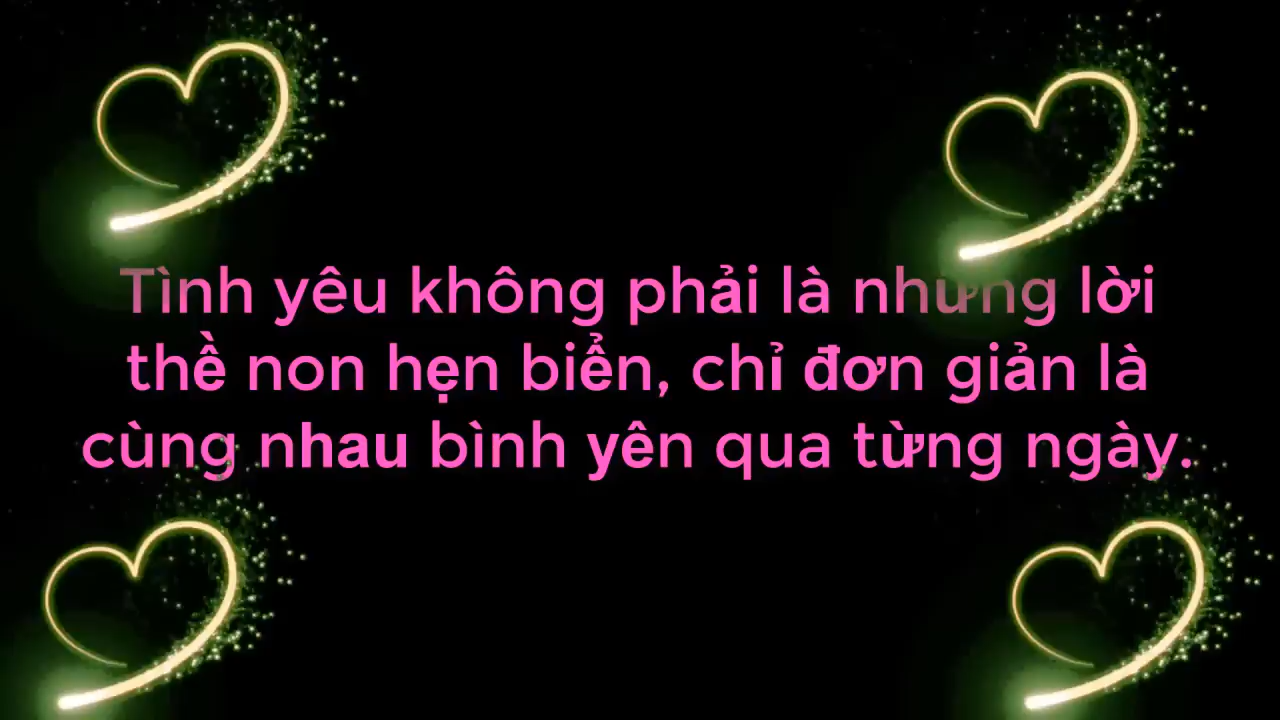 Tình yêu không phải là những lời
thề non hẹn biển, chỉ đơn giản là
cùng nhau bình yên qua từng ngày.